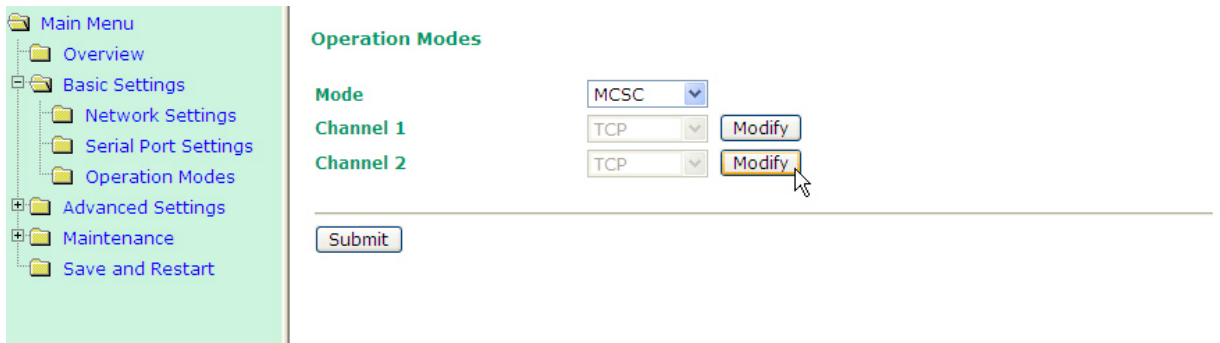 Main Menu
Overview
Basic Settings
Network Settings
Serial Port Settings
Operation Modes
Advanced Settings
Maintenance
Save and Restart
Operation Modes
Mode MCSC
Channel 1 TCP Modify
Channel 2 TCP Modify
Submit